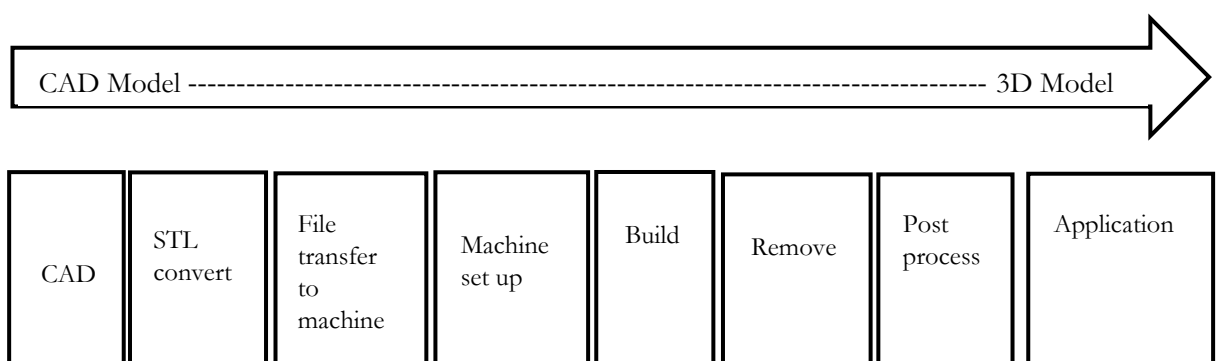 CAD Model ---------------------------------------------------------------------------------- 3D Model
CAD
STL
convert
File
transfer
to
machine
Machine
set up
Build
Remove
Post
process
Application